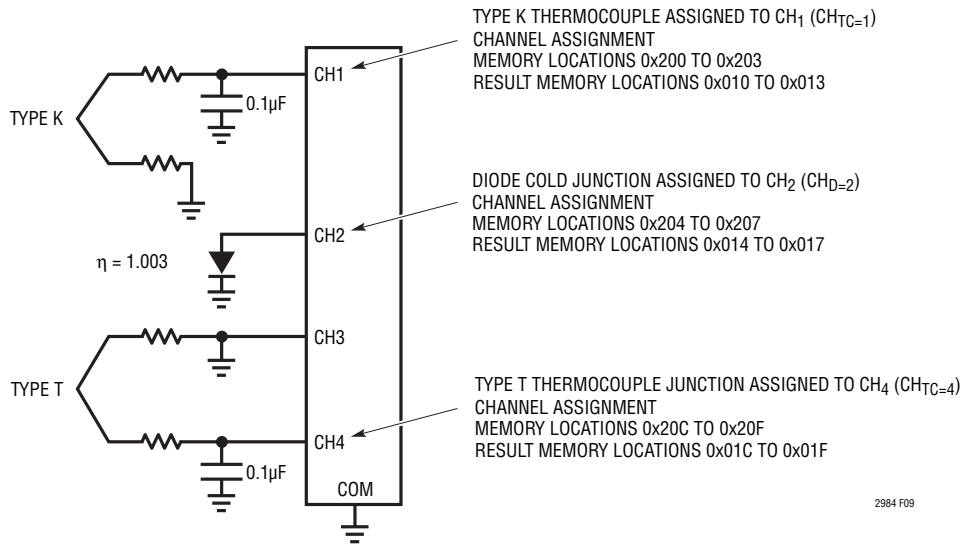 TYPE K THERMOCOUPLE ASSIGNED TO CH1 (CHTC=1)
CHANNEL ASSIGNMENT
MEMORY LOCATIONS 0x200 TO 0x203
RESULT MEMORY LOCATIONS 0x010 TO 0x013
CH1
0.1µF
TYPE K
DIODE COLD JUNCTION ASSIGNED TO CH2 (CHD=2)
CHANNEL ASSIGNMENT
MEMORY LOCATIONS 0x204 TO 0x207
RESULT MEMORY LOCATIONS 0x014 TO 0x017
CH2
η = 1.003
CH3
TYPE T
TYPE T THERMOCOUPLE JUNCTION ASSIGNED TO CH4 (CHTC=4)
CHANNEL ASSIGNMENT
MEMORY LOCATIONS 0x20C TO 0x20F
RESULT MEMORY LOCATIONS 0x01C TO 0x01F
CH4
0.1µF
COM
2984 F09